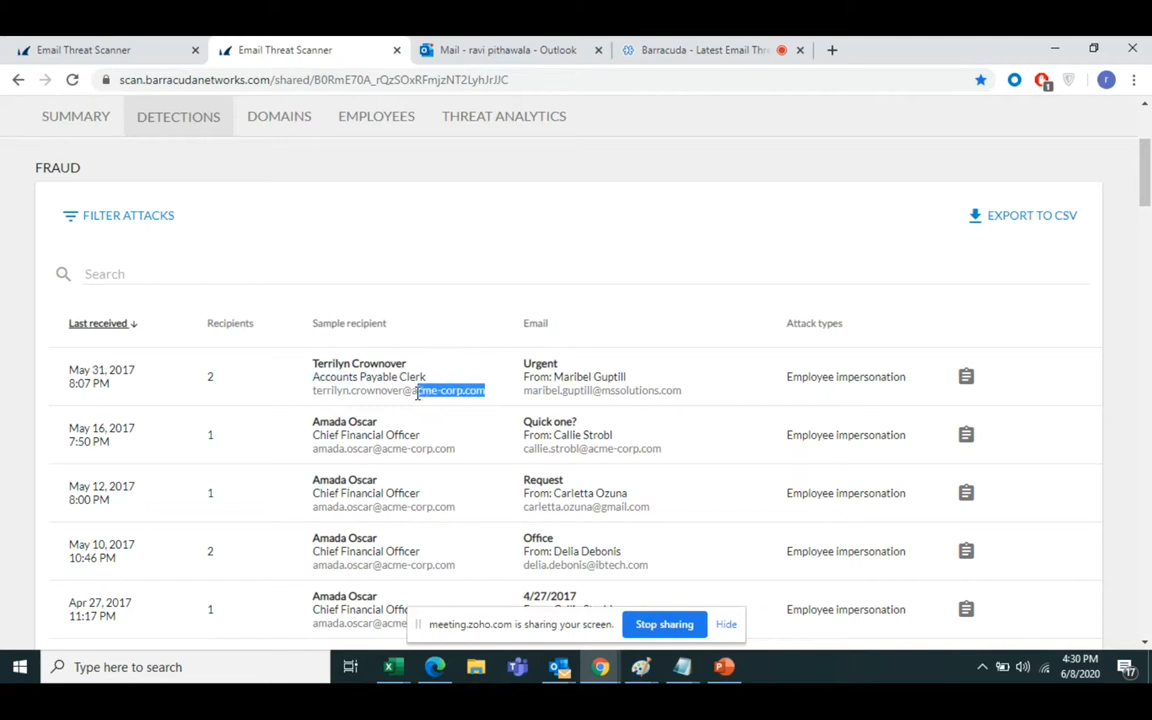 Email Threat Scanner
Email Threat Scanner
Mail - ravi pithawala - Outlook
Barracuda - Latest Email Thr
scan.barracudanetworks.com/shared/B0RmE70A_rQzSOxRFmjzNT2LyhJrJJC
1
r
SUMMARY DETECTIONS DOMAINS EMPLOYEES THREAT ANALYTICS
FRAUD
FILTER ATTACKS
EXPORT TO CSV
Search
Last received Recipients Sample recipient Email Attack types
May 31, 2017
8:07 PM
2
Terrilyn Crownover
Accounts Payable Clerk
terrilyn.crownover@acme-corp.com
Urgent
From: Maribel Guptill
maribel.guptill@mssolutions.com
Employee impersonation
May 16, 2017
7:50 PM
1
Amada Oscar
Chief Financial Officer
amada.oscar@acme-corp.com
Quick one?
From: Callie Strobl
callie.strobl@acme-corp.com
Employee impersonation
May 12, 2017
8:00 PM
1
Amada Oscar
Chief Financial Officer
amada.oscar@acme-corp.com
Request
From: Carletta Ozuna
carletta.ozuna@gmail.com
Employee impersonation
May 10, 2017
10:46 PM
2
Amada Oscar
Chief Financial Officer
amada.oscar@acme-corp.com
Office
From: Delia Debonis
delia.debonis@ibtech.com
Employee impersonation
Apr 27, 2017
11:17 PM
1
Amada Oscar
Chief Financial Offic
amada.oscar@acme
4/27/2017
Employee impersonation
meeting.zoho.com is sharing your screen.
Stop sharing
Hide
Type here to search
4:30 PM
6/8/2020
17